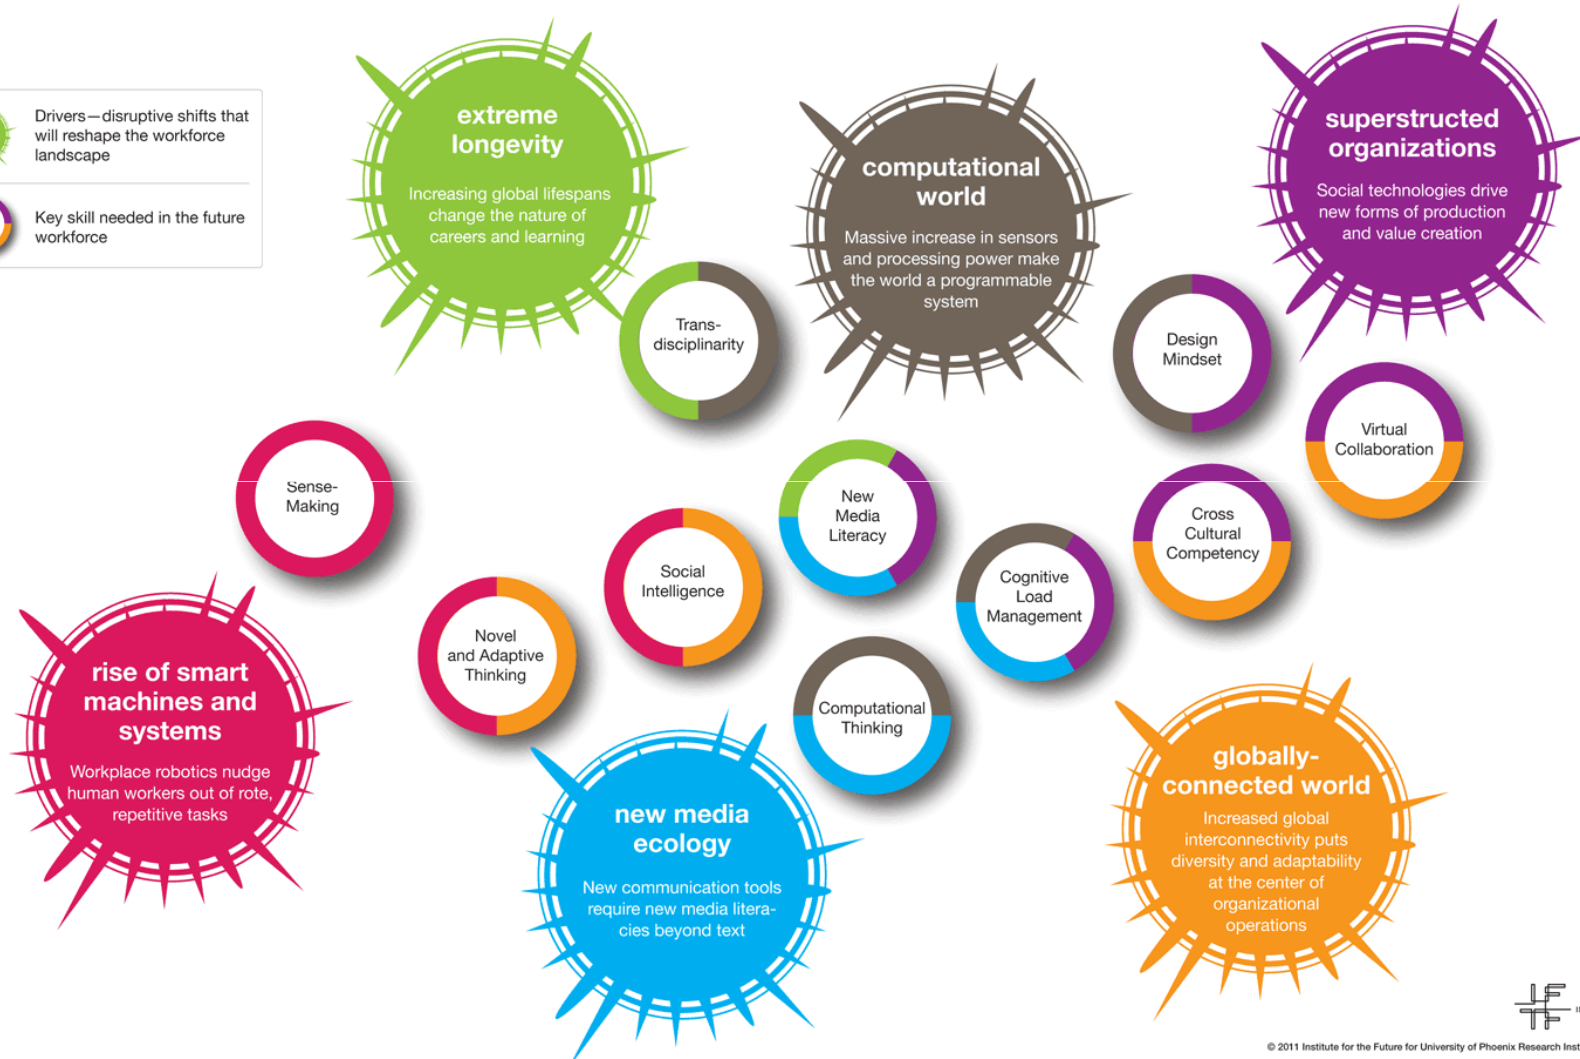 Drivers—disruptive shifts that
will reshape the workforce
landscape
Key skill needed in the future
workforce
extreme
longevity
Increasing global lifespans
change the nature of
careers and learning
computational
world
Massive increase in sensors
and processing power make
the world a programmable
system
superstructed
organizations
Social technologies drive
new forms of production
and value creation
Trans-
disciplinarity
Design
Mindset
Virtual
Collaboration
Sense-
Making
New
Media
Literacy
Cross
Cultural
Competency
Social
Intelligence
Cognitive
Load
Management
Novel
and Adaptive
Thinking
Computational
Thinking
rise of smart
machines and
systems
Workplace robotics nudge
human workers out of rote,
repetitive tasks
new media
ecology
New communication tools
require new media litera-
cies beyond text
globally-
connected world
Increased global
interconnectivity puts
diversity and adaptability
at the center of
organizational
operations
© 2011 Institute for the Future for University of Phoenix Research Inst